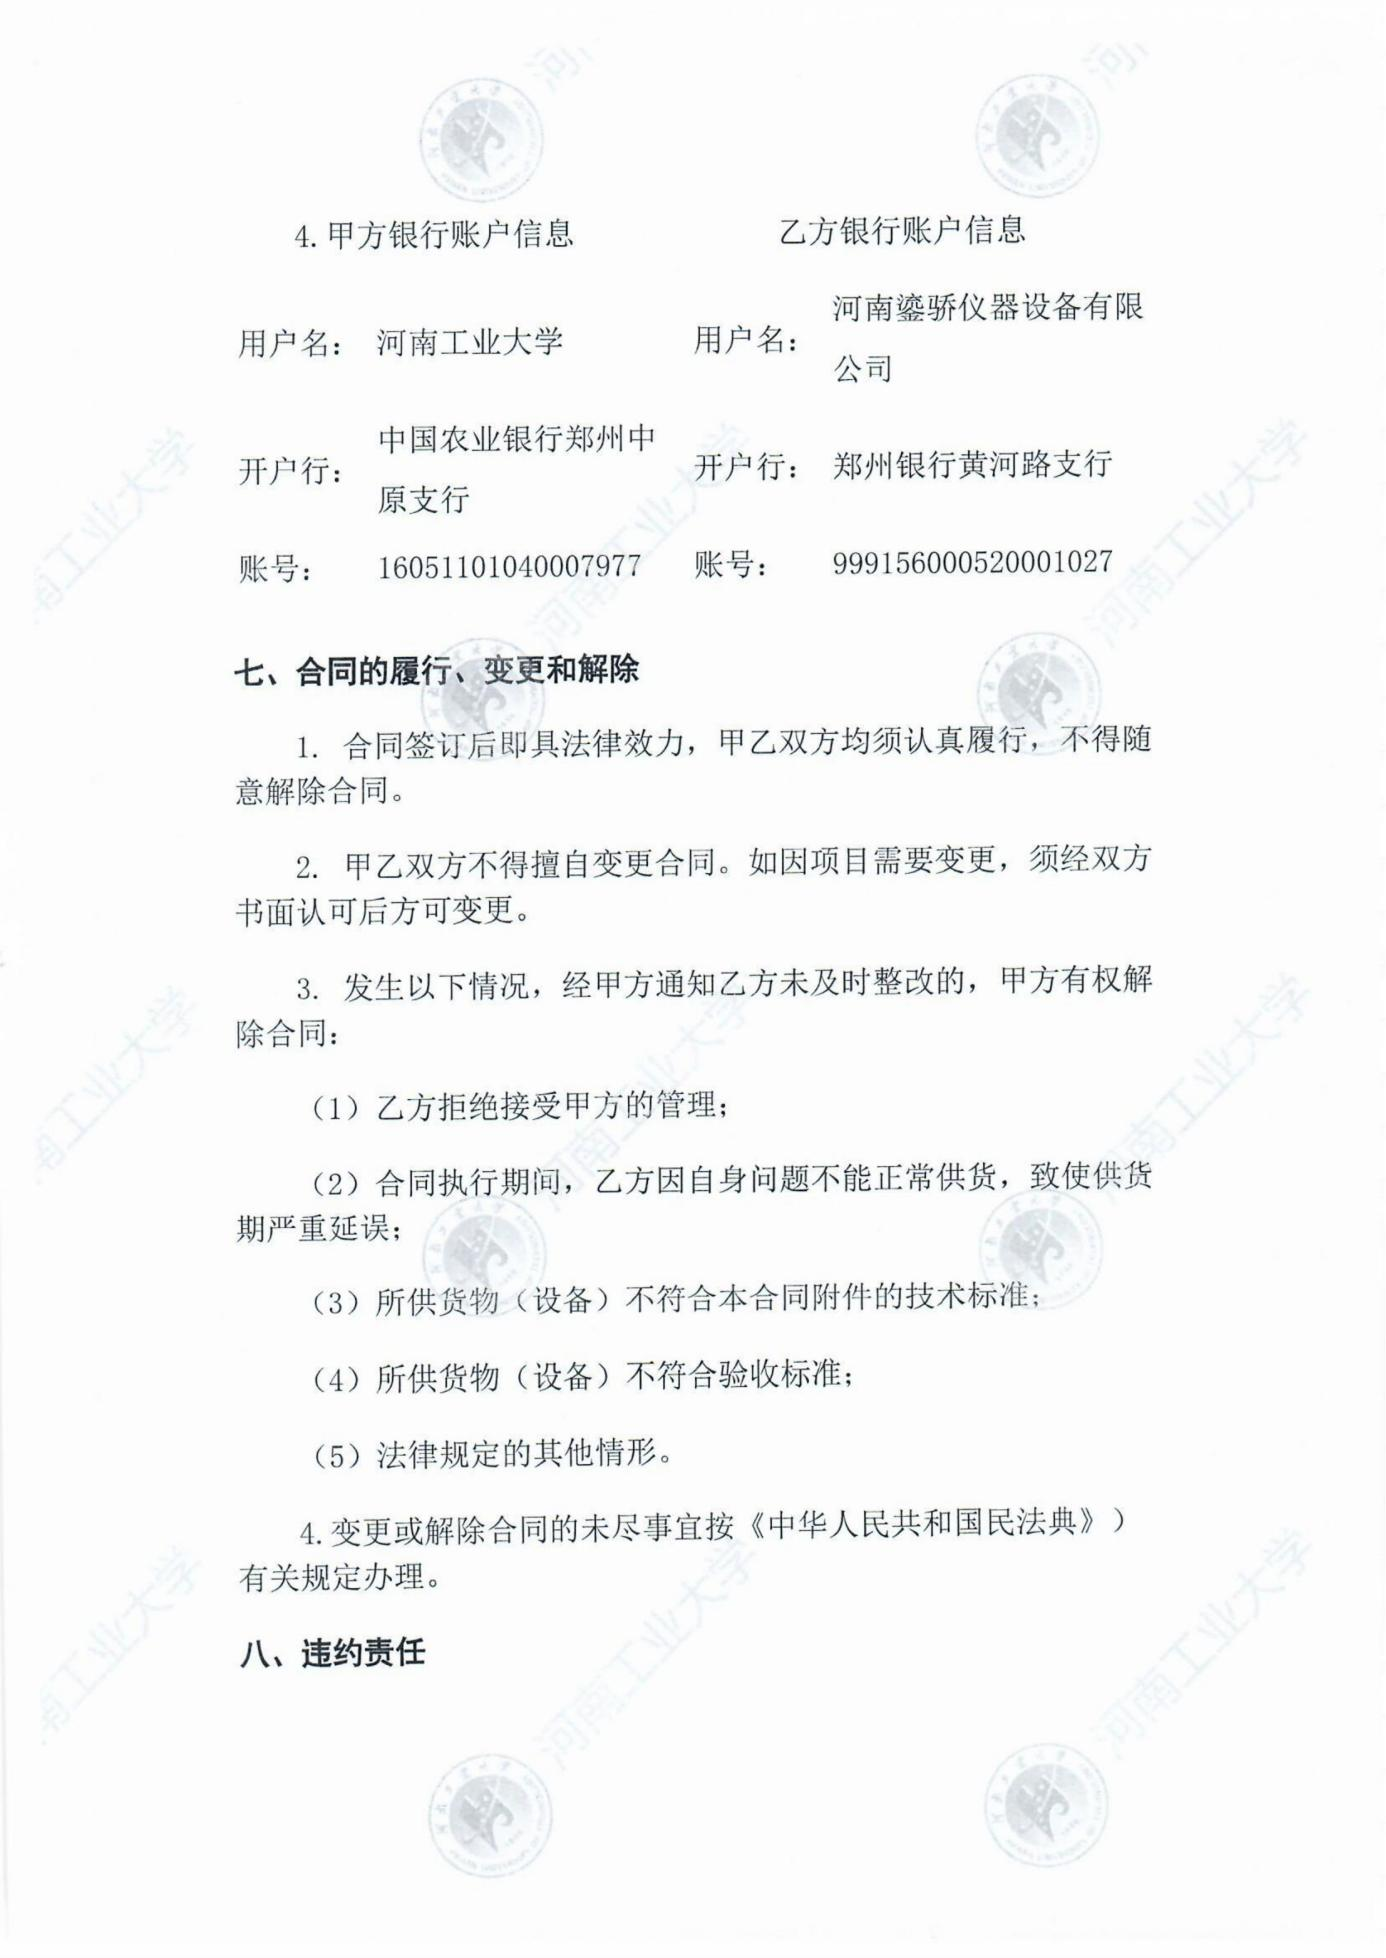 4.甲方银行账户信息 乙方银行账户信息
用户名： 河南工业大学 用户名： 河南鎏骄仪器设备有限
公司
开户行： 中国农业银行郑州中 开户行： 郑州银行黄河路支行
原支行
账号： 16051101040007977 账号： 999156000520001027
七、合同的履行、变更和解除
1. 合同签订后即具法律效力，甲乙双方均须认真履行，不得随
意解除合同。
2. 甲乙双方不得擅自变更合同。如因项目需要变更，须经双方
书面认可后方可变更。
3. 发生以下情况，经甲方通知乙方未及时整改的，甲方有权解
除合同：
（1）乙方拒绝接受甲方的管理；
（2）合同执行期间，乙方因自身问题不能正常供货，致使供货
期严重延误；
（3）所供货物（设备）不符合本合同附件的技术标准；
（4）所供货物（设备）不符合验收标准；
（5）法律规定的其他情形。
4.变更或解除合同的未尽事宜按《中华人民共和国民法典》）
有关规定办理。
八、违约责任
河南工业大学